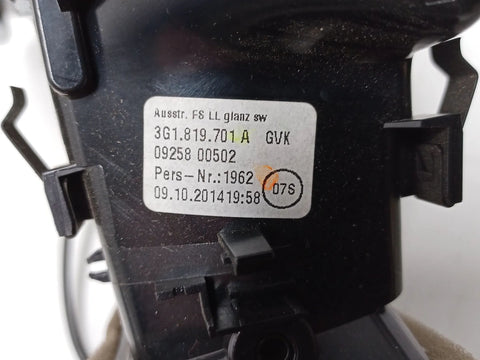 Ausstr. FS LL glanz sw
3G1.819.701 A GVK
09258 00502
Pers-Nr.:1962
09.10.201419:58 07S